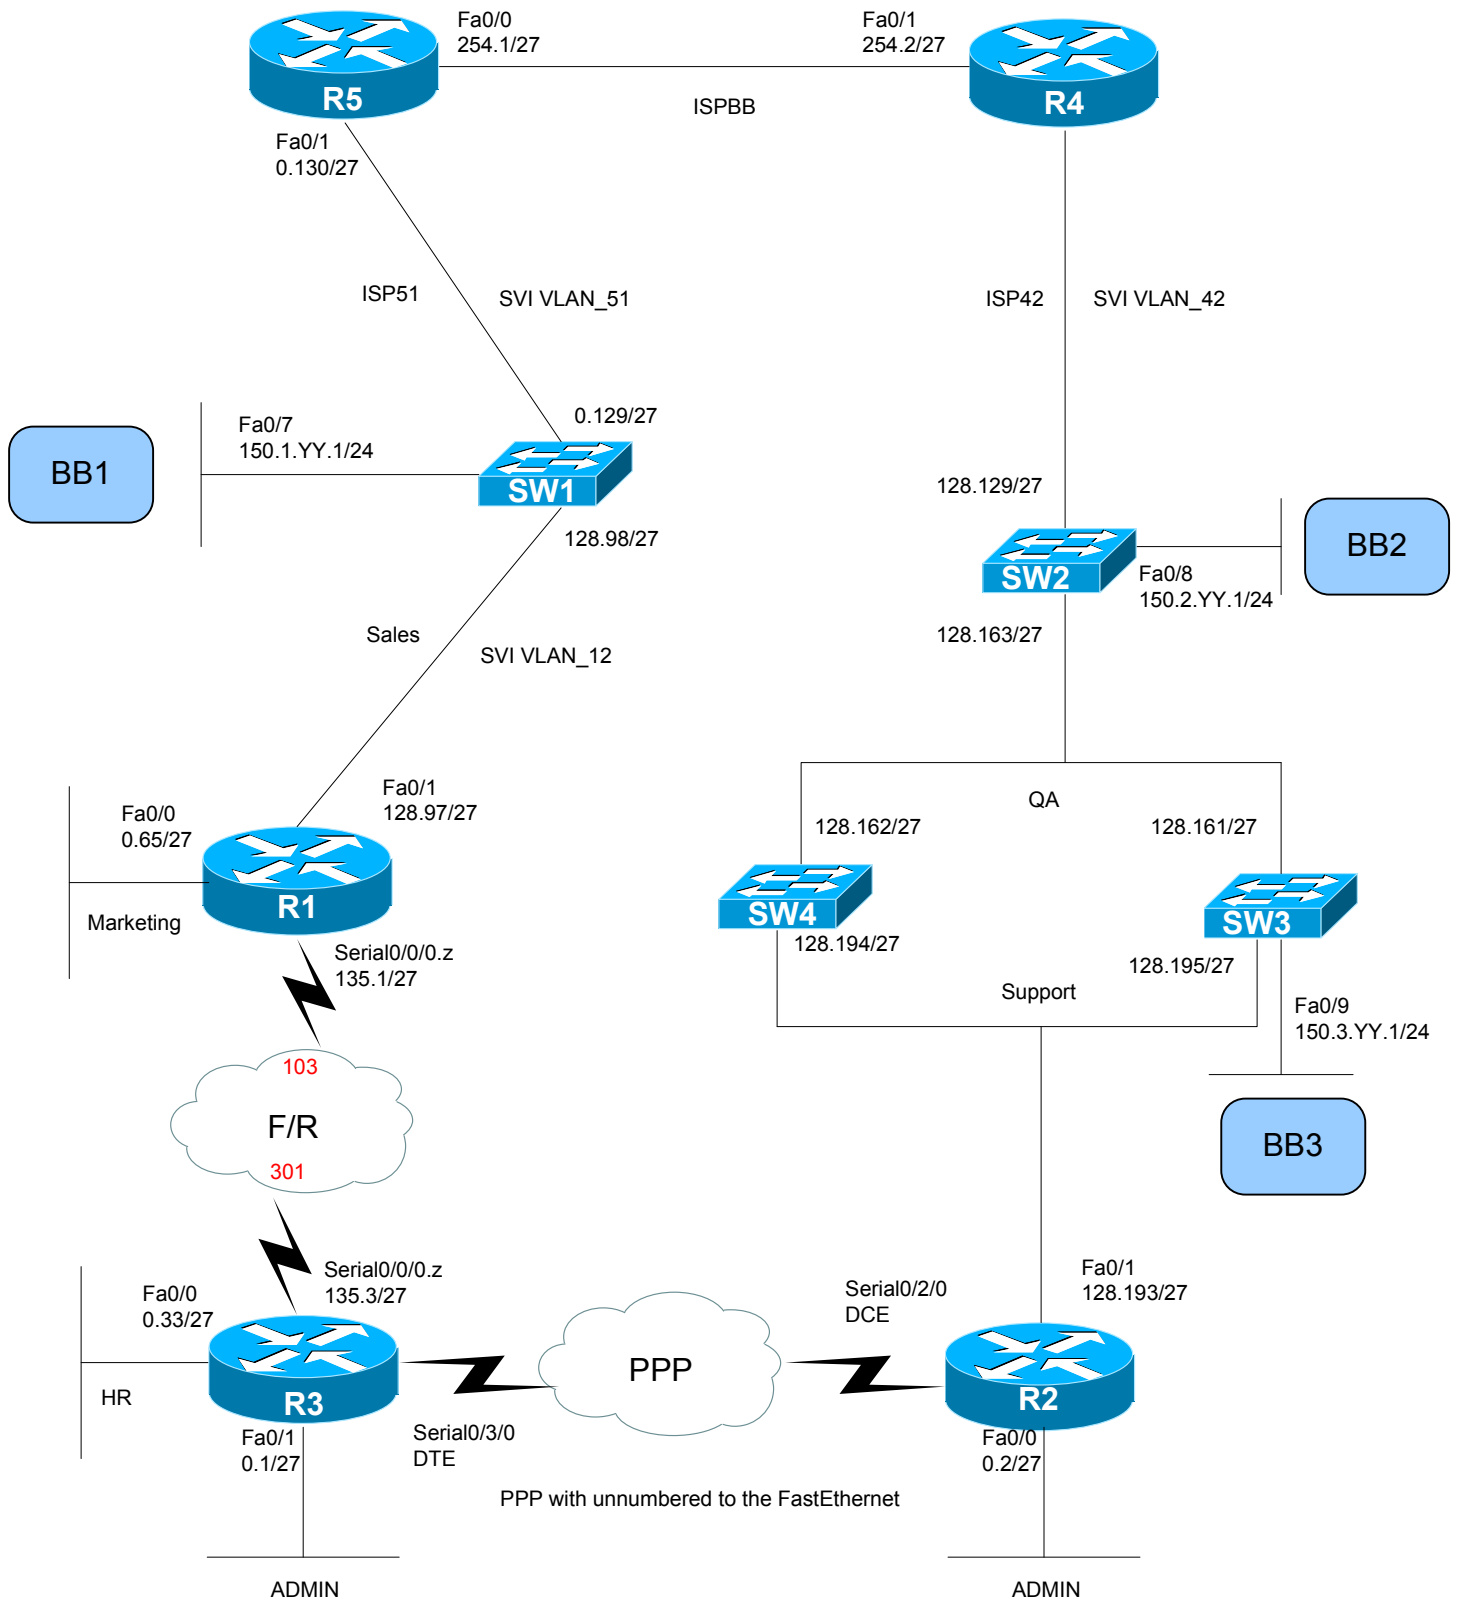 Fa0/0
254.1/27
Fa0/1
254.2/27
R5
R4
ISPBB
Fa0/1
0.130/27
ISP51
SVI VLAN_51
ISP42
SVI VLAN_42
0.129/27
Fa0/7
150.1.YY.1/24
BB1
SW1
128.98/27
128.129/27
BB2
SW2
Fa0/8
150.2.YY.1/24
128.163/27
Sales
SVI VLAN_12
Fa0/1
128.97/27
Fa0/0
0.65/27
QA
128.162/27
128.161/27
R1
Marketing
SW4
SW3
128.194/27
128.195/27
Serial0/0/0.z
135.1/27
Support
Fa0/9
150.3.YY.1/24
103
F/R
301
BB3
Serial0/0/0.z
135.3/27
Fa0/0
0.33/27
Serial0/2/0
DCE
Fa0/1
128.193/27
PPP
HR
R3
R2
Fa0/1
0.1/27
Serial0/3/0
DTE
Fa0/0
0.2/27
PPP with unnumbered to the FastEthernet
ADMIN
ADMIN